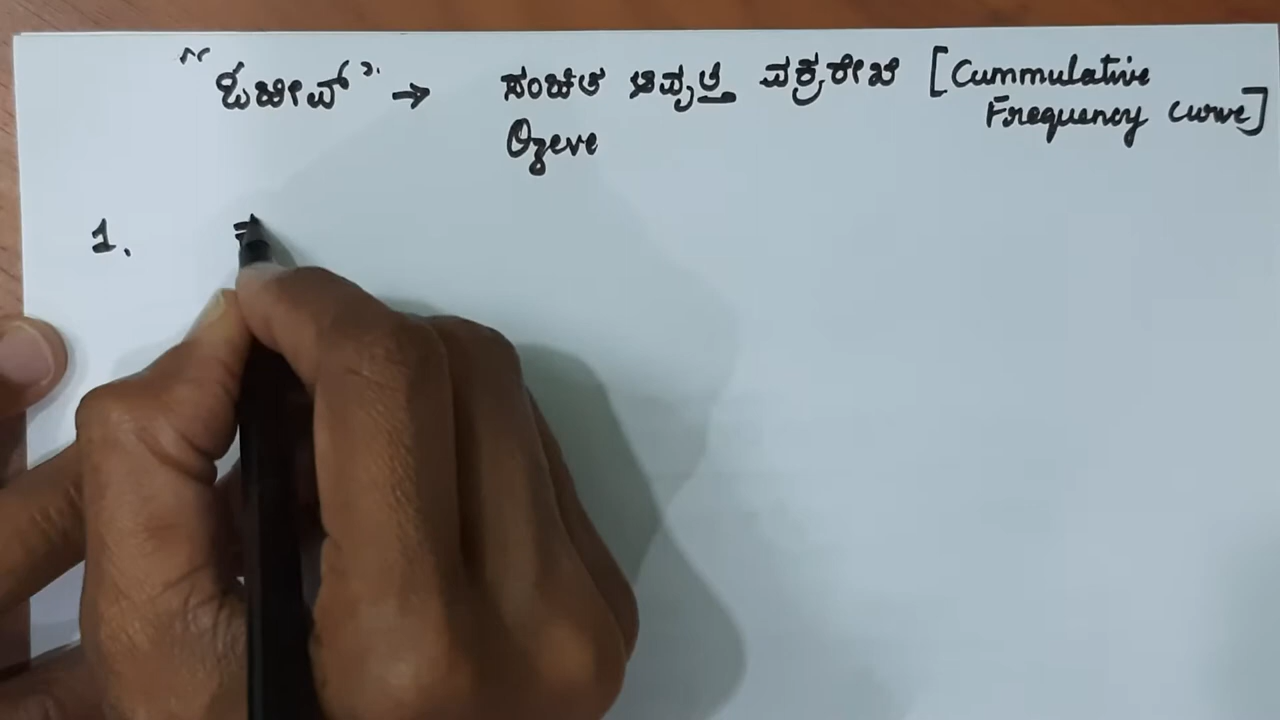 "ಓಜೀವ್" → ಸಂಚಿತ ಆವೃತ್ತಿ ವಕ್ರರೇಖೆ [Cummulative
Frequency curve]
Ozeve
1.